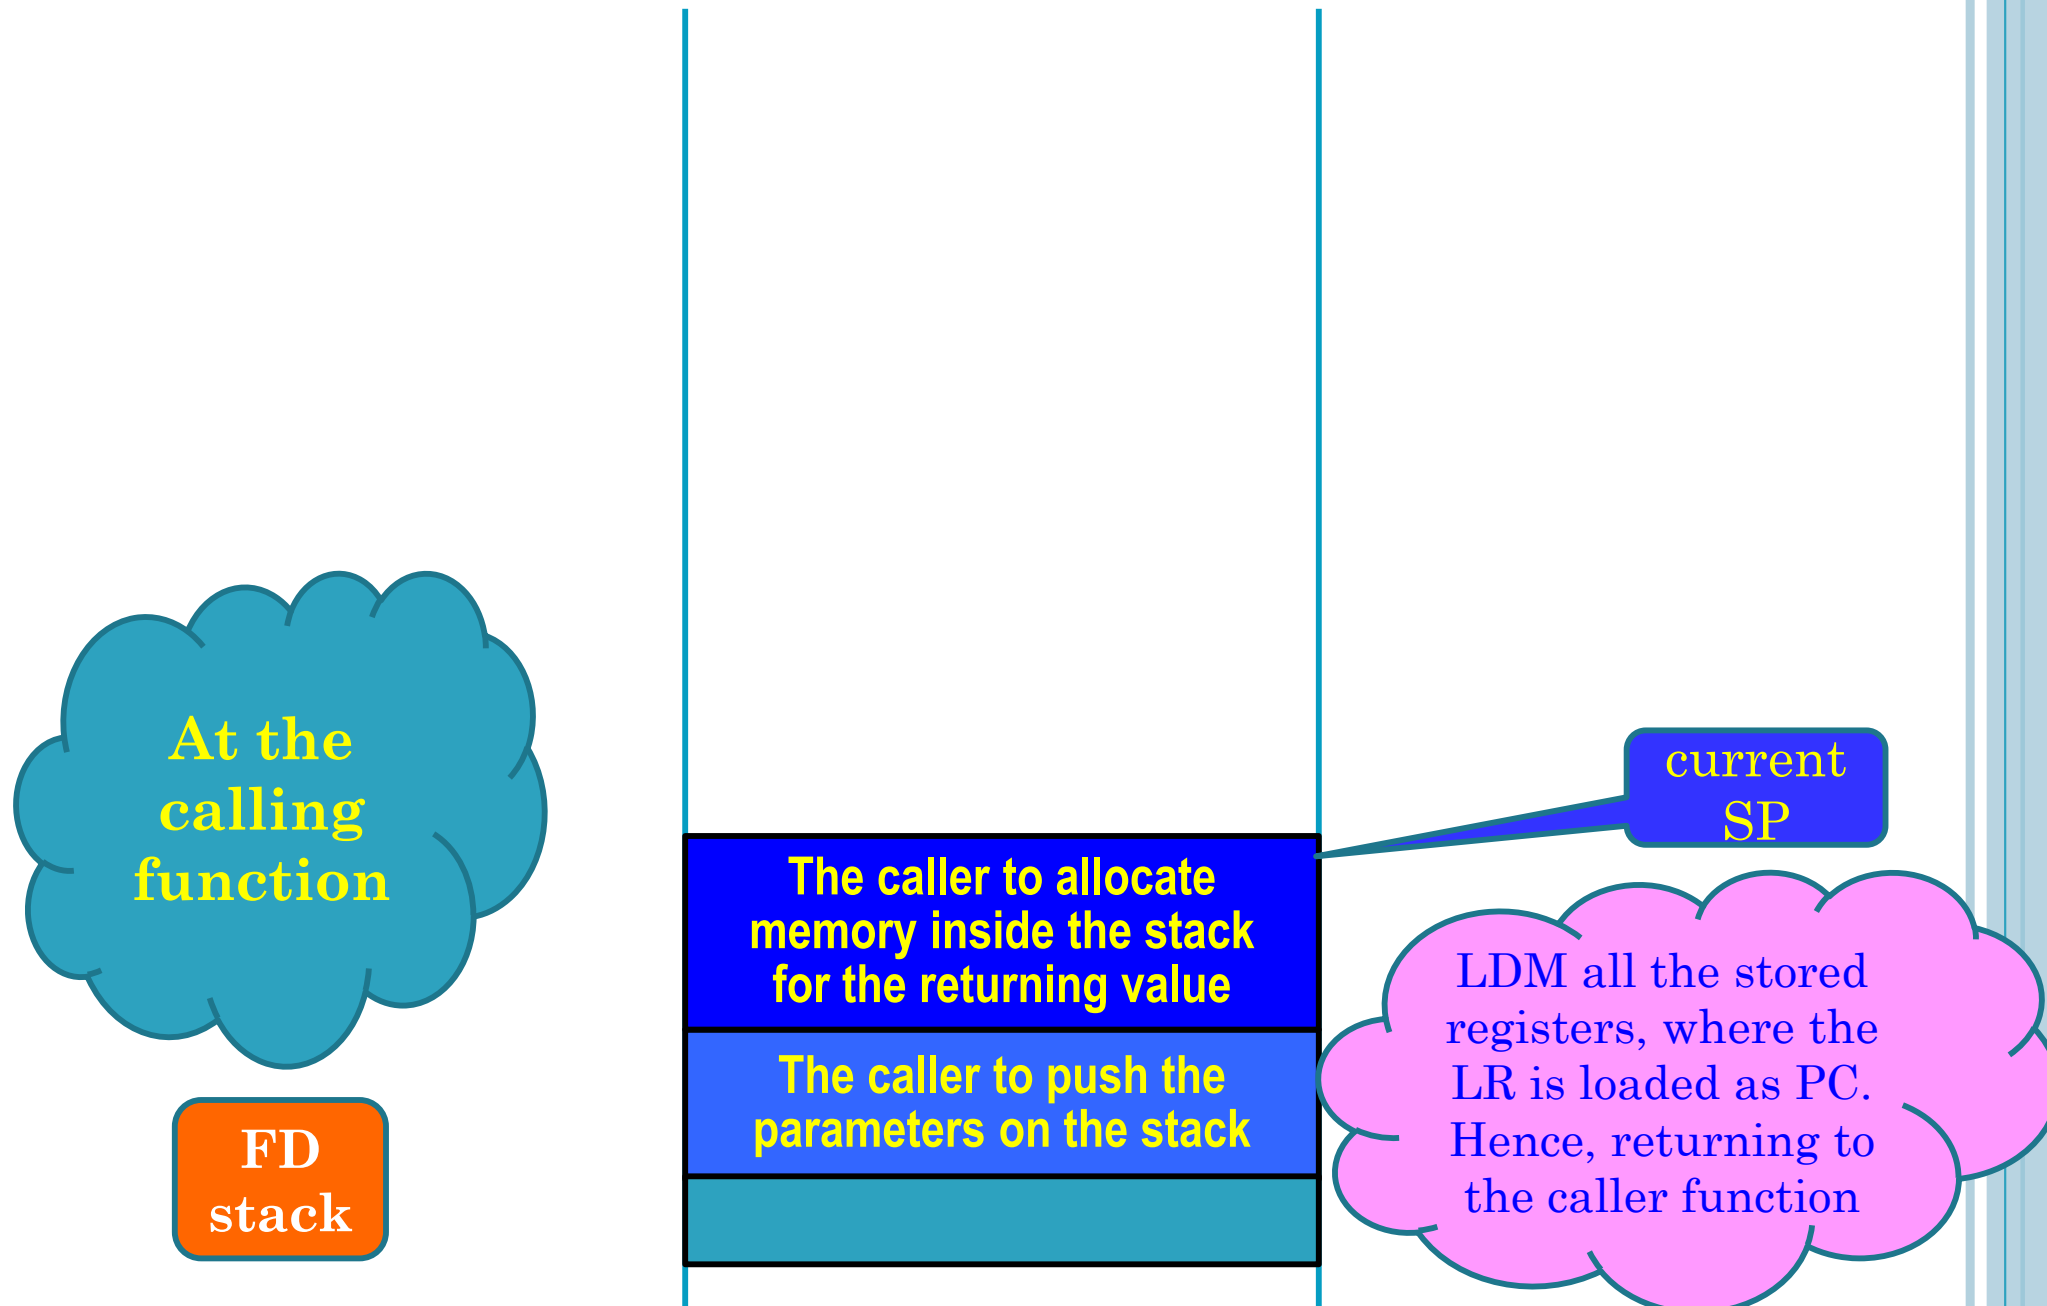 At the
calling
function
FD
stack
The caller to allocate
memory inside the stack
for the returning value
The caller to push the
parameters on the stack
current
SP
LDM all the stored
registers, where the
LR is loaded as PC.
Hence, returning to
the caller function